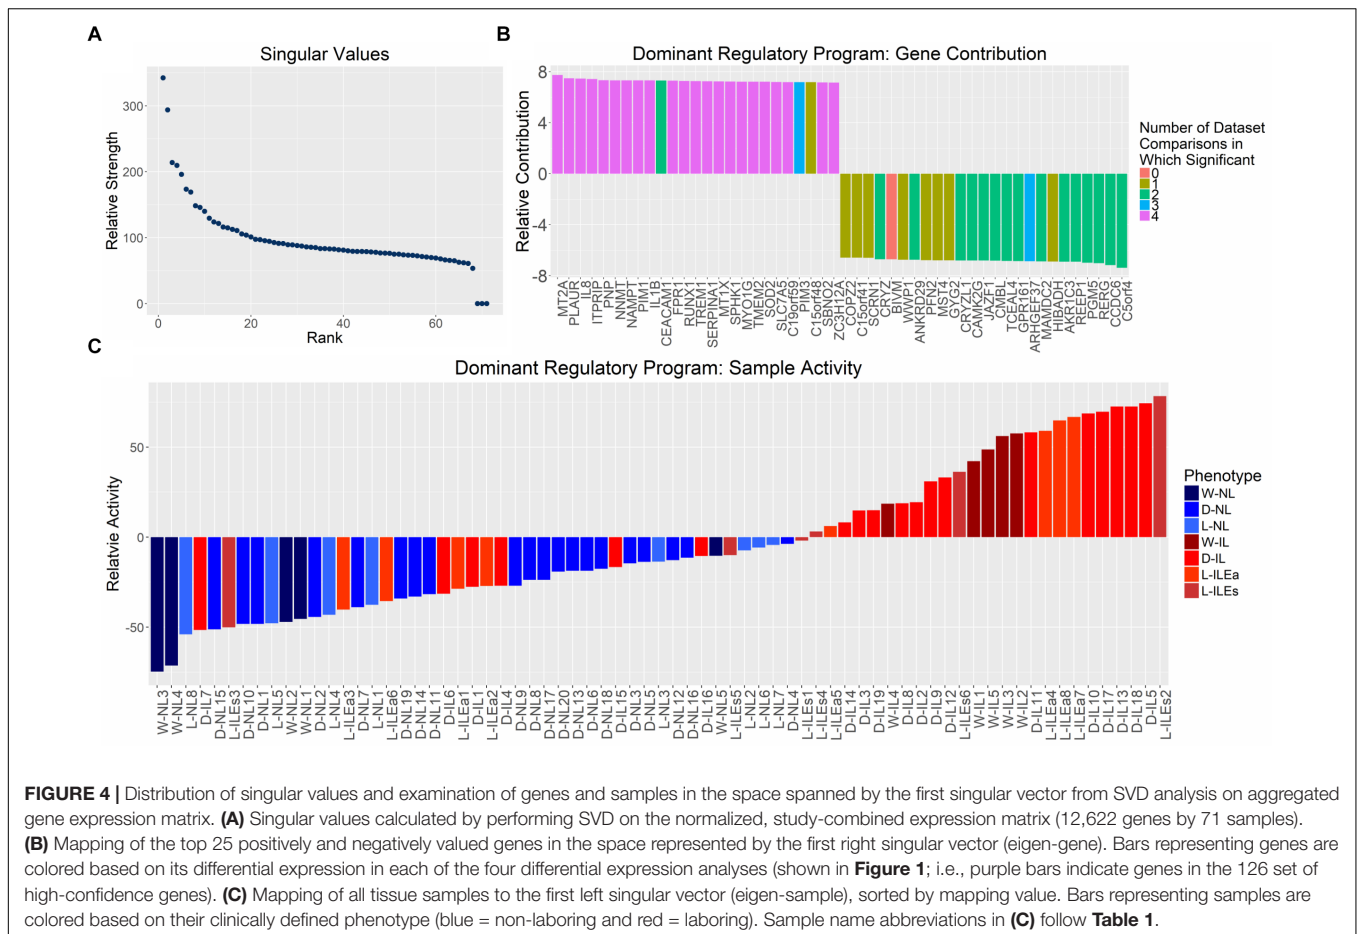 A
Singular Values
Relative Strength
300
200
100
0
0
20
40
60
Rank
B
Dominant Regulatory Program: Gene Contribution
Relative Contribution
8
4
0
-4
-8
MT2A
PLAUR
IL8
ITPRIP
PNP
NNMT
NAMPT
PIM1
IL1B
CEACAM1
FPR1
RUNX1
TREM1
SERPINA1
MT1X
SPHK1
MYO1G
TMEM2
SOD2
SLC7A5
C19orf59
PIM3
C15orf48
SBNO2
ZC3H12A
COPZ2
C15orf41
SCRN1
CRYZ
BIVM
WWP1
ANKRD29
PFN2
MST4
GYG2
CRYZL1
CAMK2G
JAZF1
CMBL
TCEAL4
GPR161
ARHGEF37
MAMDC2
HIBADH
AKR1C3
REEP1
PGM5
RERG
CCDC6
C5orf4
Number of Dataset
Comparisons in
Which Significant
0
1
2
3
4
C
Dominant Regulatory Program: Sample Activity
Relatvie Activity
50
0
-50
W-NL3
W-NL4
L-NL8
D-IL7
D-NL15
L-ILEs3
D-NL10
D-NL1
L-NL5
W-NL2
W-NL1
D-NL2
L-NL4
L-ILEa3
D-NL7
L-NL1
L-ILEa6
D-NL19
D-NL14
D-NL11
D-IL6
L-ILEa1
D-IL1
L-ILEa2
D-IL4
D-NL9
D-NL8
D-NL17
D-NL20
D-NL13
D-NL6
D-NL18
D-IL15
D-NL3
D-NL5
L-NL3
D-NL12
D-NL16
D-IL16
W-NL5
L-ILEs5
L-NL2
L-NL6
L-NL7
D-NL4
L-ILEs1
L-ILEs4
L-ILEa5
D-IL14
D-IL3
D-IL19
W-IL4
D-IL8
D-IL2
D-IL9
D-IL12
L-ILEs6
W-IL1
W-IL5
W-IL3
W-IL2
D-IL11
L-ILEa4
L-ILEa8
L-ILEa7
D-IL10
D-IL17
D-IL13
D-IL18
D-IL5
L-ILEs2
Phenotype
W-NL
D-NL
L-NL
W-IL
D-IL
L-ILEa
L-ILEs
FIGURE 4 | Distribution of singular values and examination of genes and samples in the space spanned by the first singular vector from SVD analysis on aggregated
gene expression matrix. (A) Singular values calculated by performing SVD on the normalized, study-combined expression matrix (12,622 genes by 71 samples).
(B) Mapping of the top 25 positively and negatively valued genes in the space represented by the first right singular vector (eigen-gene). Bars representing genes are
colored based on its differential expression in each of the four differential expression analyses (shown in Figure 1; i.e., purple bars indicate genes in the 126 set of
high-confidence genes). (C) Mapping of all tissue samples to the first left singular vector (eigen-sample), sorted by mapping value. Bars representing samples are
colored based on their clinically defined phenotype (blue = non-laboring and red = laboring). Sample name abbreviations in (C) follow Table 1.